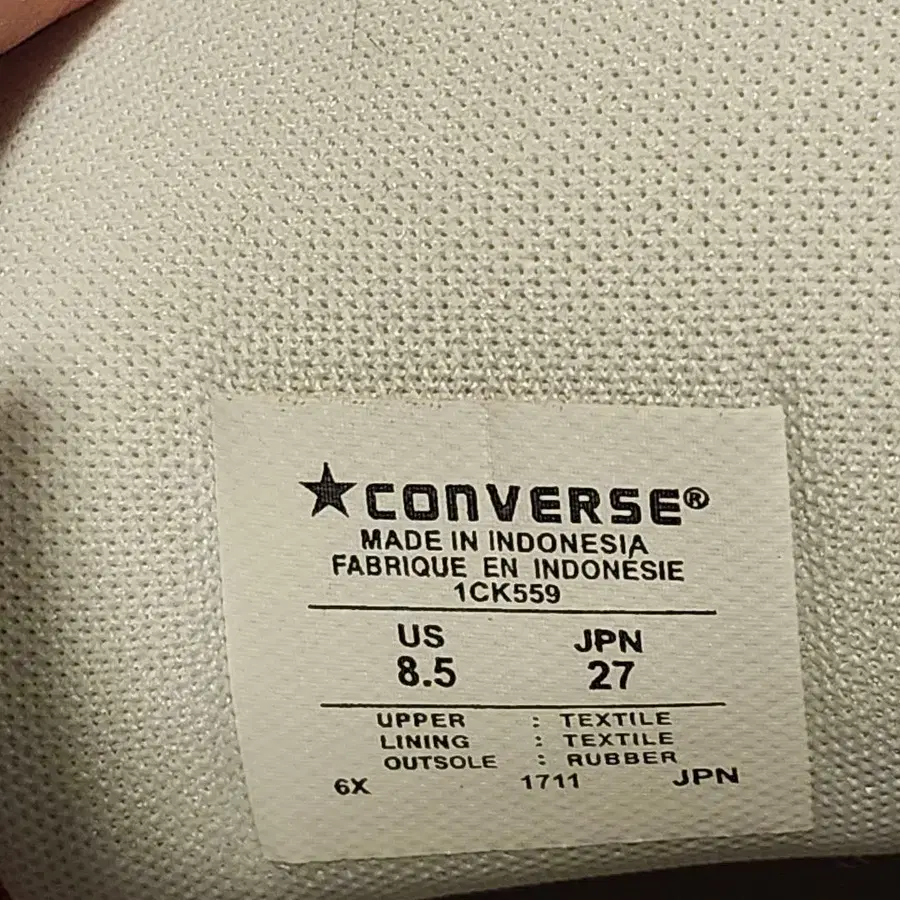 ★CONVERSE®
MADE IN INDONESIA
FABRIQUE EN INDONESIE
1CK559
US JPN
8.5 27
UPPER : TEXTILE
LINING : TEXTILE
OUTSOLE : RUBBER
6X 1711 JPN